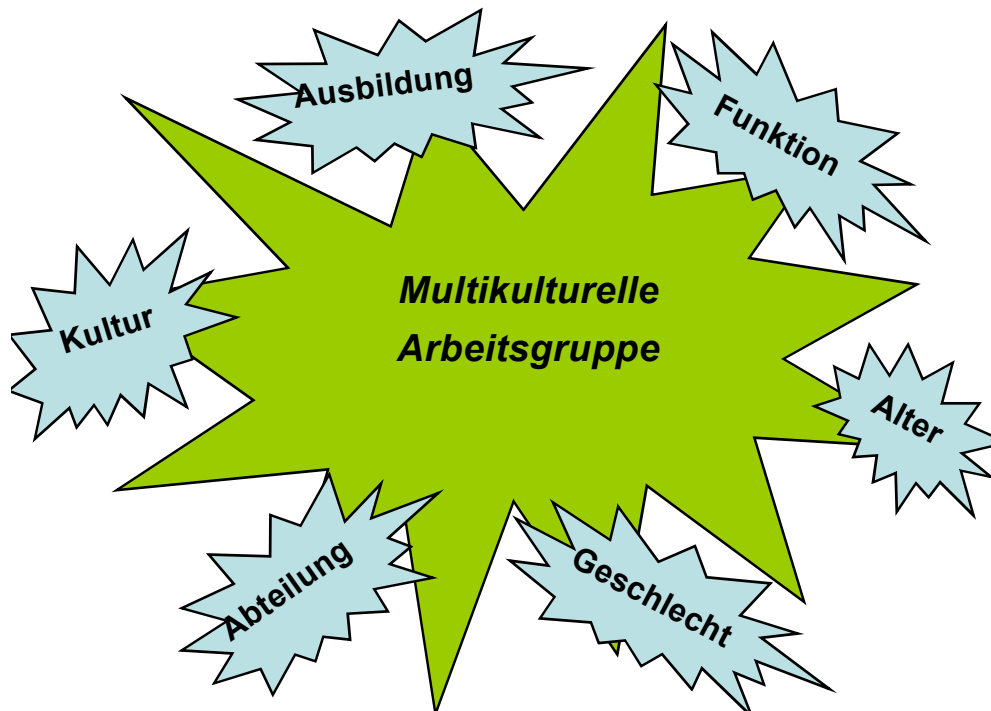 Ausbildung
Funktion
Multikulturelle
Arbeitsgruppe
Kultur
Alter
Abteilung
Geschlecht